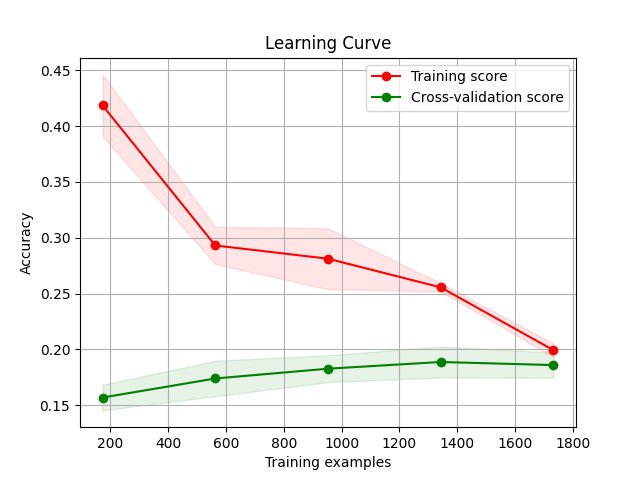 Learning Curve
Training score
Cross-validation score
Accuracy
0.45
0.40
0.35
0.30
0.25
0.20
0.15
200 400 600 800 1000 1200 1400 1600 1800
Training examples